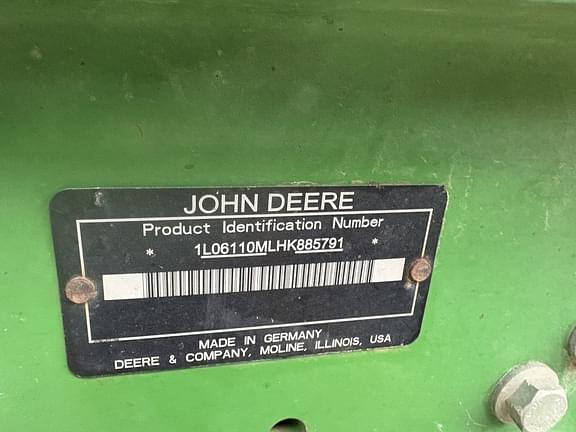 JOHN DEERE
Product Identification Number
* 1L06110MLHK885791 *
MADE IN GERMANY
DEERE & COMPANY, MOLINE, ILLINOIS, USA